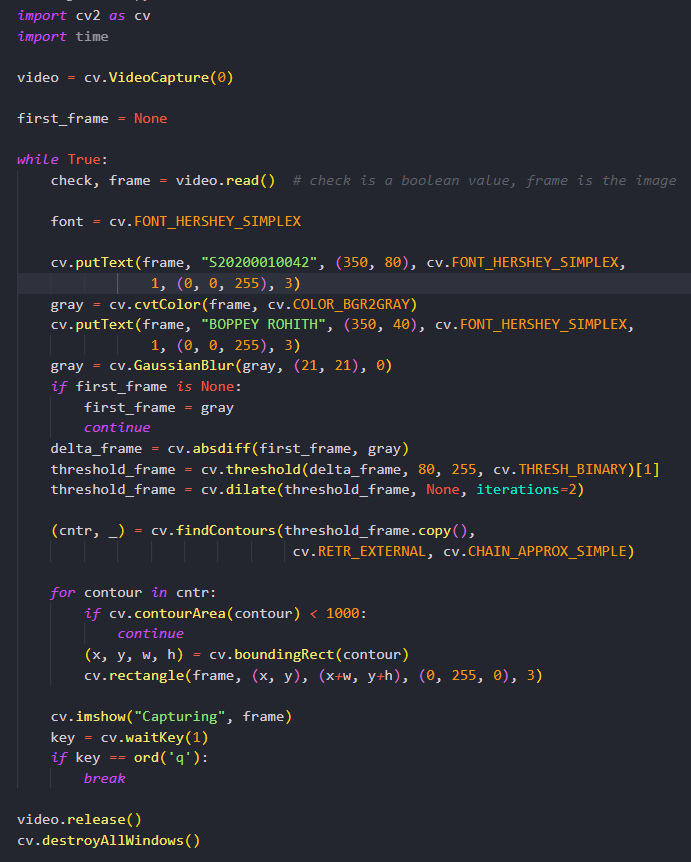 import cv2 as cv
import time
video = cv.VideoCapture(0)
first_frame = None
while True:
    check, frame = video.read()  # check is a boolean value, frame is the image
    font = cv.FONT_HERSHEY_SIMPLEX
    cv.putText(frame, "S20200010042", (350, 80), cv.FONT_HERSHEY_SIMPLEX,
                1, (0, 0, 255), 3)
    gray = cv.cvtColor(frame, cv.COLOR_BGR2GRAY)
    cv.putText(frame, "BOPPEY ROHITH", (350, 40), cv.FONT_HERSHEY_SIMPLEX,
                1, (0, 0, 255), 3)
    gray = cv.GaussianBlur(gray, (21, 21), 0)
    if first_frame is None:
        first_frame = gray
        continue
    delta_frame = cv.absdiff(first_frame, gray)
    threshold_frame = cv.threshold(delta_frame, 80, 255, cv.THRESH_BINARY)[1]
    threshold_frame = cv.dilate(threshold_frame, None, iterations=2)
    (cntr, _) = cv.findContours(threshold_frame.copy(),
                                 cv.RETR_EXTERNAL, cv.CHAIN_APPROX_SIMPLE)
    for contour in cntr:
        if cv.contourArea(contour) < 1000:
            continue
        (x, y, w, h) = cv.boundingRect(contour)
        cv.rectangle(frame, (x, y), (x+w, y+h), (0, 255, 0), 3)
    cv.imshow("Capturing", frame)
    key = cv.waitKey(1)
    if key == ord('q'):
        break
video.release()
cv.destroyAllWindows()